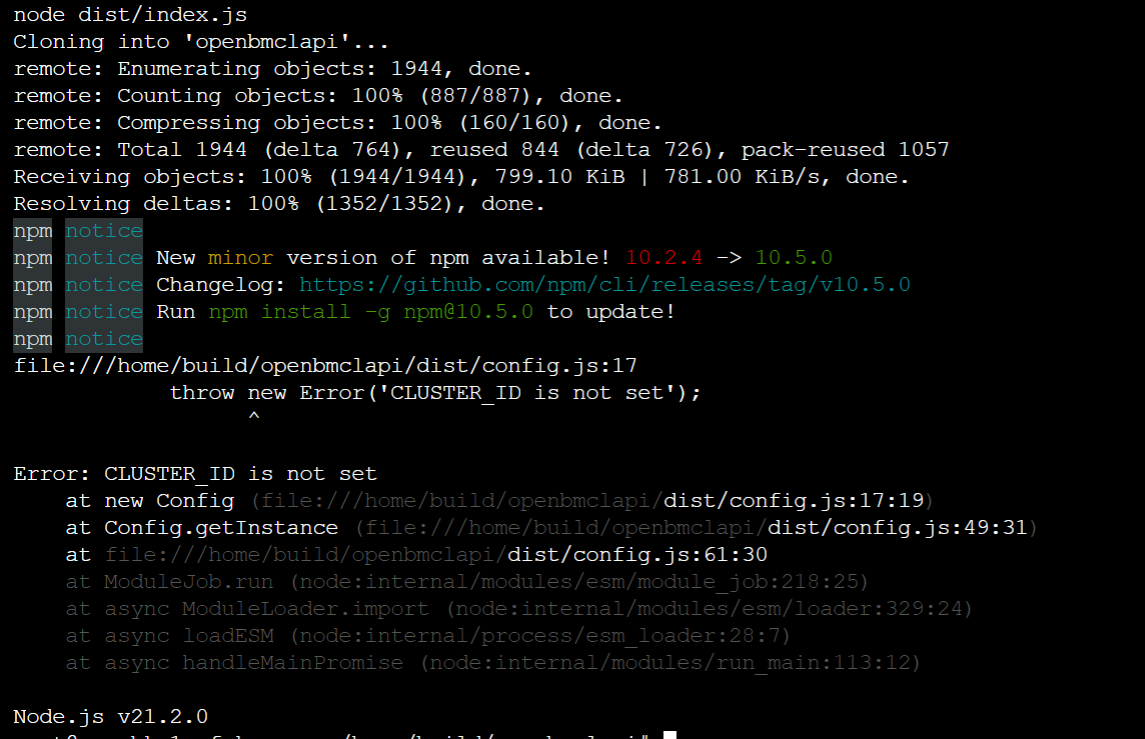 node dist/index.js
Cloning into 'openbmclapi'...
remote: Enumerating objects: 1944, done.
remote: Counting objects: 100% (887/887), done.
remote: Compressing objects: 100% (160/160), done.
remote: Total 1944 (delta 764), reused 844 (delta 726), pack-reused 1057
Receiving objects: 100% (1944/1944), 799.10 KiB | 781.00 KiB/s, done.
Resolving deltas: 100% (1352/1352), done.
npm notice
npm notice New minor version of npm available! 10.2.4 -> 10.5.0
npm notice Changelog: https://github.com/npm/cli/releases/tag/v10.5.0
npm notice Run npm install -g npm@10.5.0 to update!
npm notice
file:///home/build/openbmclapi/dist/config.js:17
            throw new Error('CLUSTER_ID is not set');
                  ^
Error: CLUSTER_ID is not set
    at new Config (file:///home/build/openbmclapi/dist/config.js:17:19)
    at Config.getInstance (file:///home/build/openbmclapi/dist/config.js:49:31)
    at file:///home/build/openbmclapi/dist/config.js:61:30
    at ModuleJob.run (node:internal/modules/esm/module_job:218:25)
    at async ModuleLoader.import (node:internal/modules/esm/loader:329:24)
    at async loadESM (node:internal/process/esm_loader:28:7)
    at async handleMainPromise (node:internal/modules/run_main:113:12)
Node.js v21.2.0